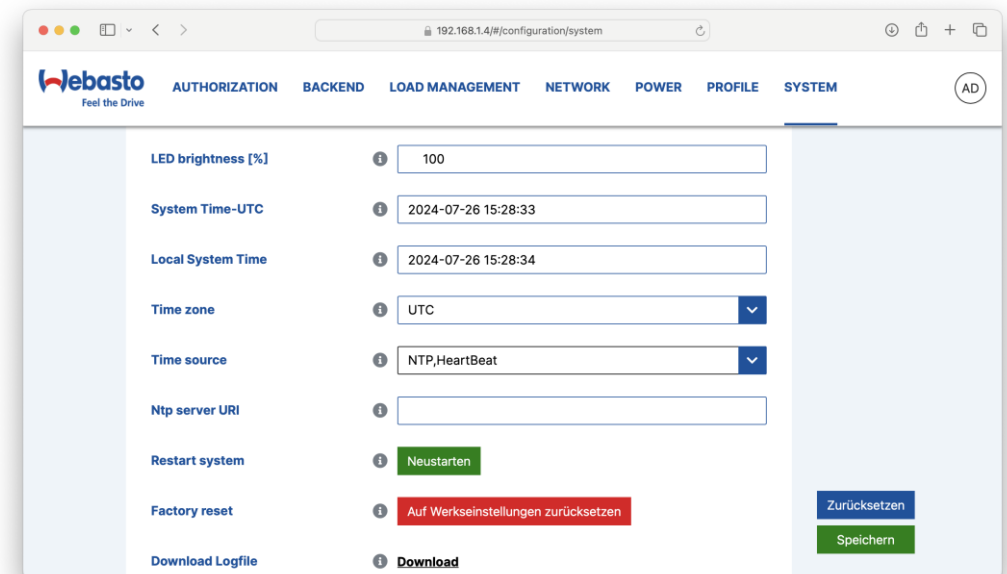 192.168.1.4/#/configuration/system
Webasto
Feel the Drive
AUTHORIZATION BACKEND LOAD MANAGEMENT NETWORK POWER PROFILE SYSTEM AD
LED brightness [%] 100
System Time-UTC 2024-07-26 15:28:33
Local System Time 2024-07-26 15:28:34
Time zone UTC
Time source NTP,HeartBeat
Ntp server URI
Restart system Neustarten
Factory reset Auf Werkseinstellungen zurücksetzen
Zurücksetzen
Speichern
Download Logfile Download